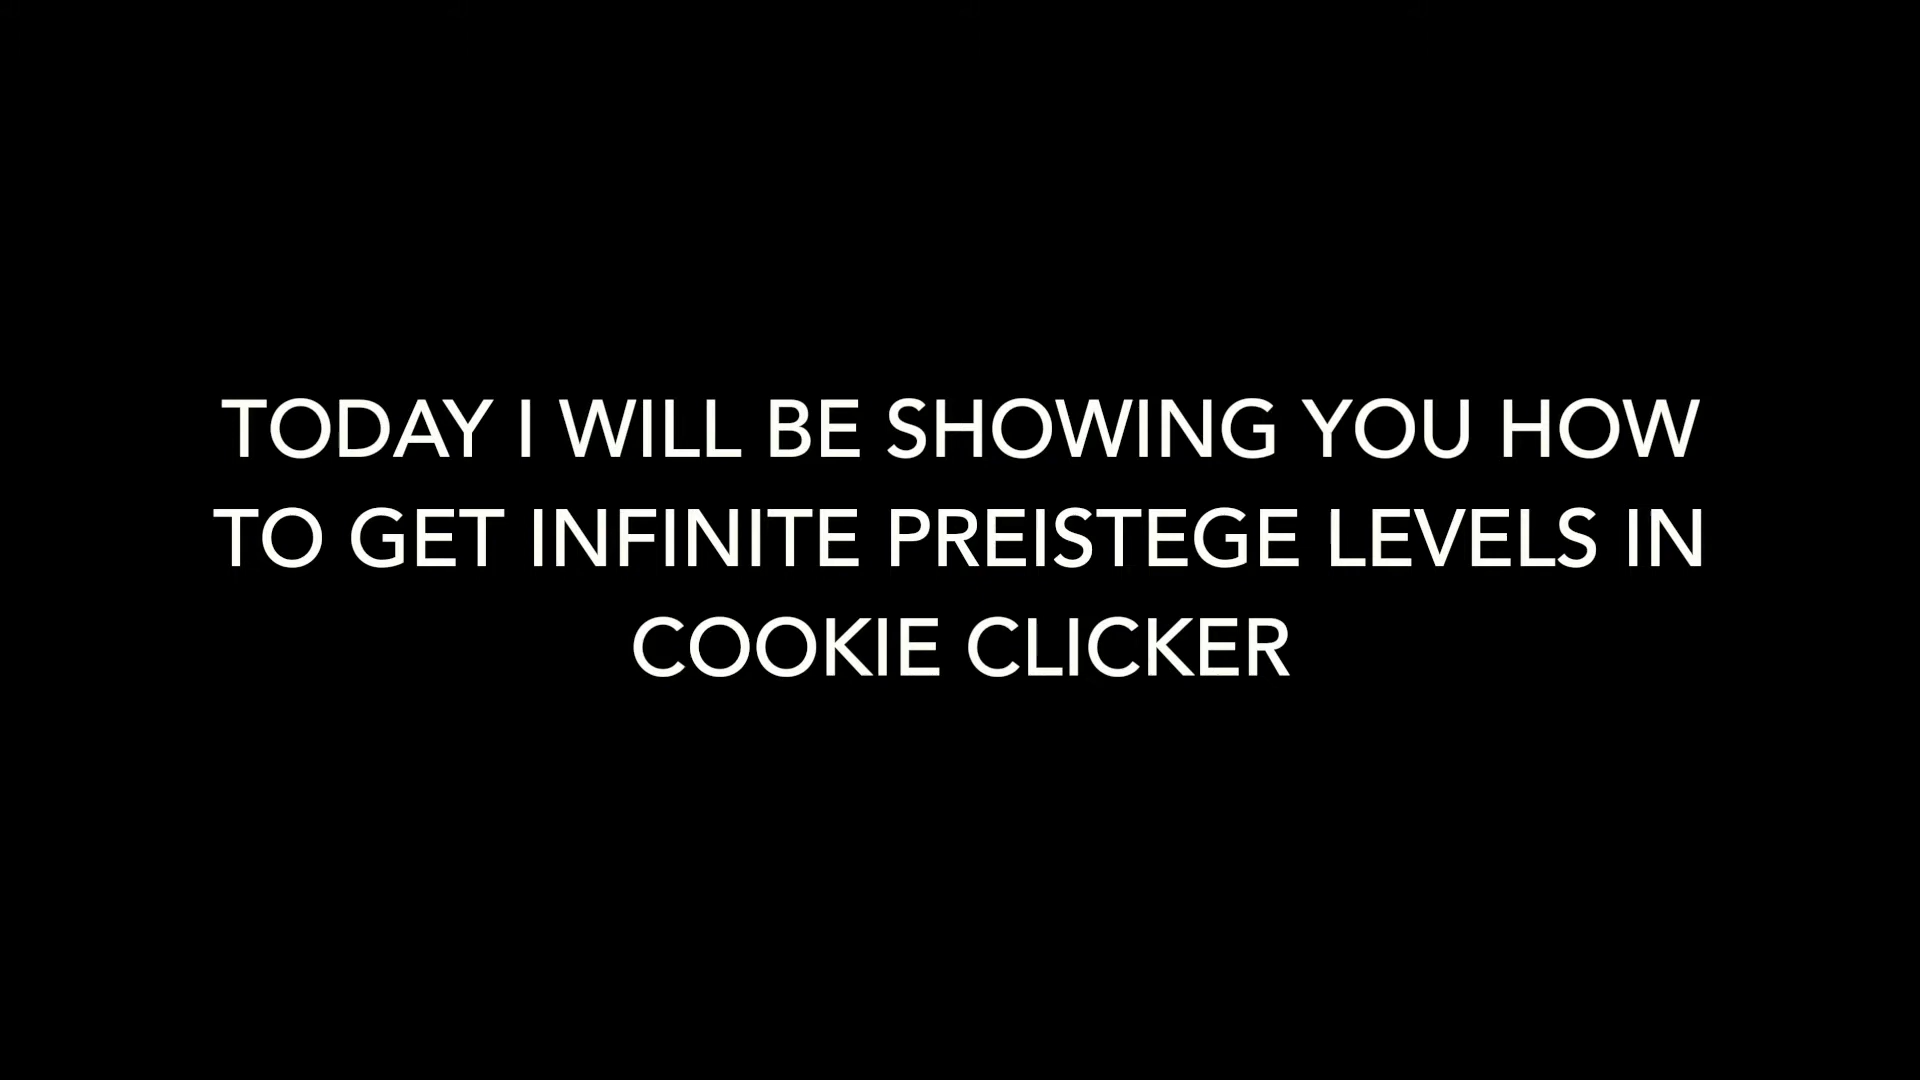 TODAY I WILL BE SHOWING YOU HOW
TO GET INFINITE PREISTEGE LEVELS IN
COOKIE CLICKER